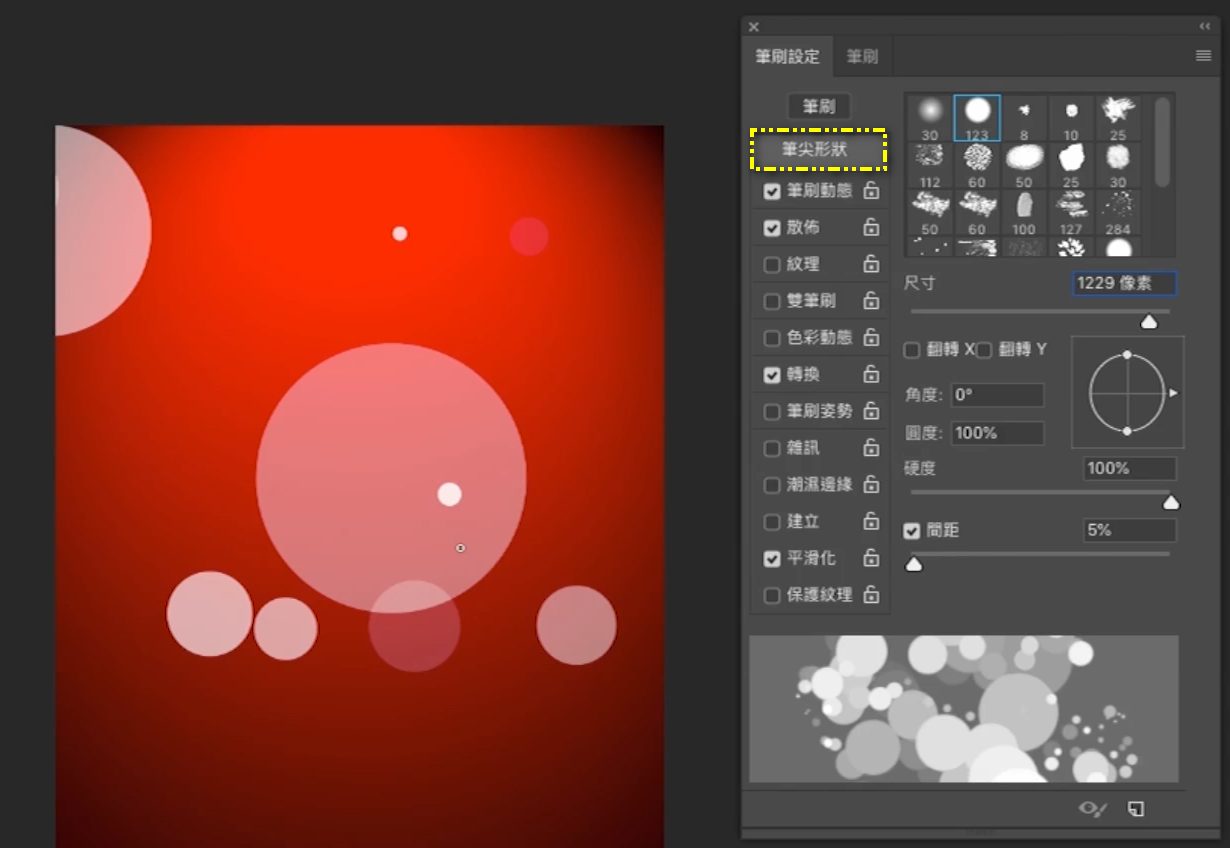 筆刷設定
筆刷
筆刷
筆尖形狀
筆刷動態
散佈
紋理
雙筆刷
色彩動態
轉換
筆刷姿勢
雜訊
潮濕邊緣
建立
平滑化
保護紋理
30 123 8 10 25
112 60 50 25 30
50 60 100 127 284
尺寸 1229 像素
翻轉 X 翻轉 Y
角度: 0°
圓度: 100%
硬度 100%
間距 5%